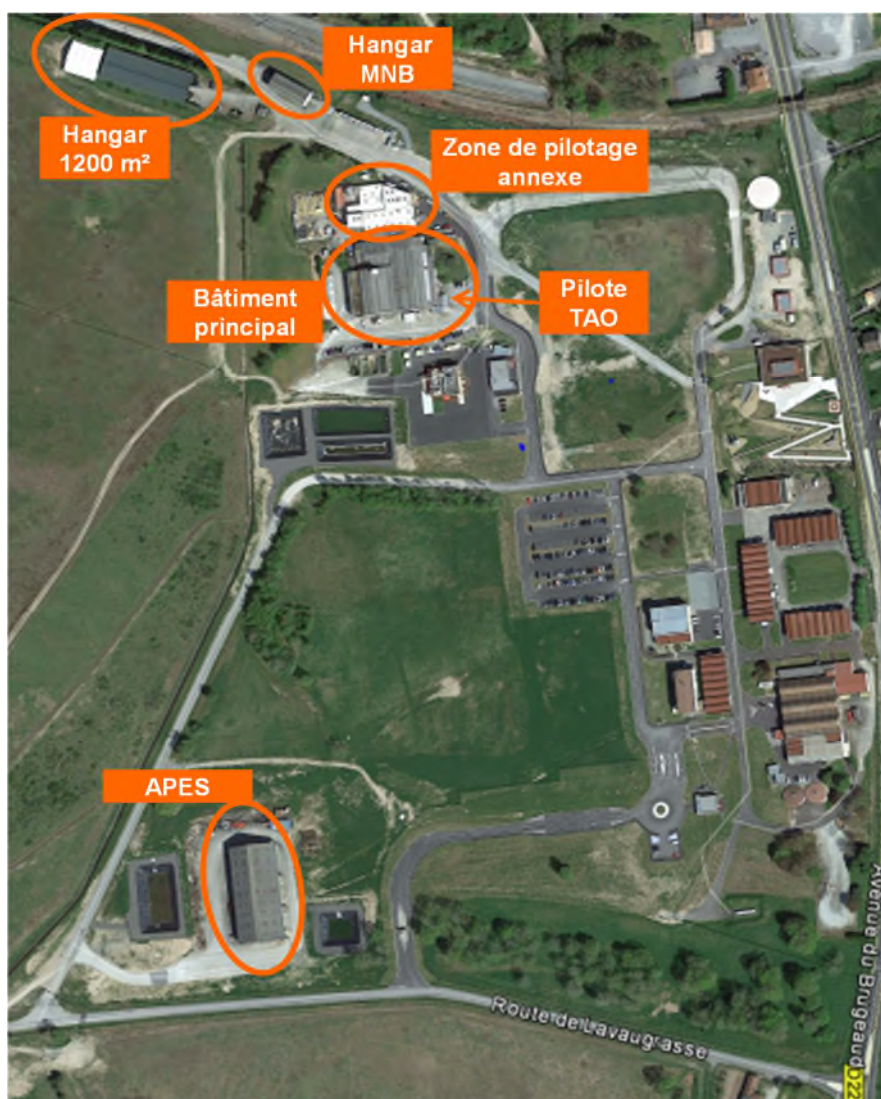 Hangar
MNB
Hangar
1200 m²
Zone de pilotage
annexe
Bâtiment
principal
Pilote
TAO
APES
Route de Lavaugrasse
Avenue du Brugeaud
D22